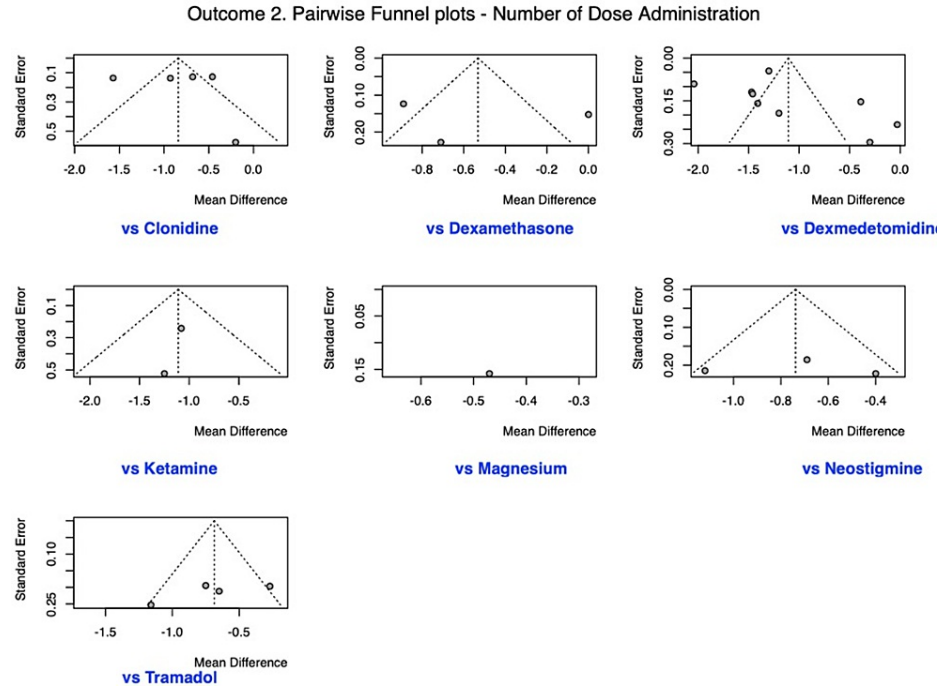 Outcome 2. Pairwise Funnel plots - Number of Dose Administration
Standard Error
0.1
0.3
0.5
-2.0 -1.5 -1.0 -0.5 0.0
Mean Difference
vs Clonidine
Standard Error
0.00
0.10
0.20
-0.8 -0.6 -0.4 -0.2 0.0
Mean Difference
vs Dexamethasone
Standard Error
0.00
0.15
0.30
-2.0 -1.5 -1.0 -0.5 0.0
Mean Difference
vs Dexmedetomidine
Standard Error
0.1
0.3
0.5
-2.0 -1.5 -1.0 -0.5
Mean Difference
vs Ketamine
Standard Error
0.05
0.15
-0.6 -0.5 -0.4 -0.3
Mean Difference
vs Magnesium
Standard Error
0.00
0.10
0.20
-1.0 -0.8 -0.6 -0.4
Mean Difference
vs Neostigmine
Standard Error
0.10
0.25
-1.5 -1.0 -0.5
Mean Difference
vs Tramadol